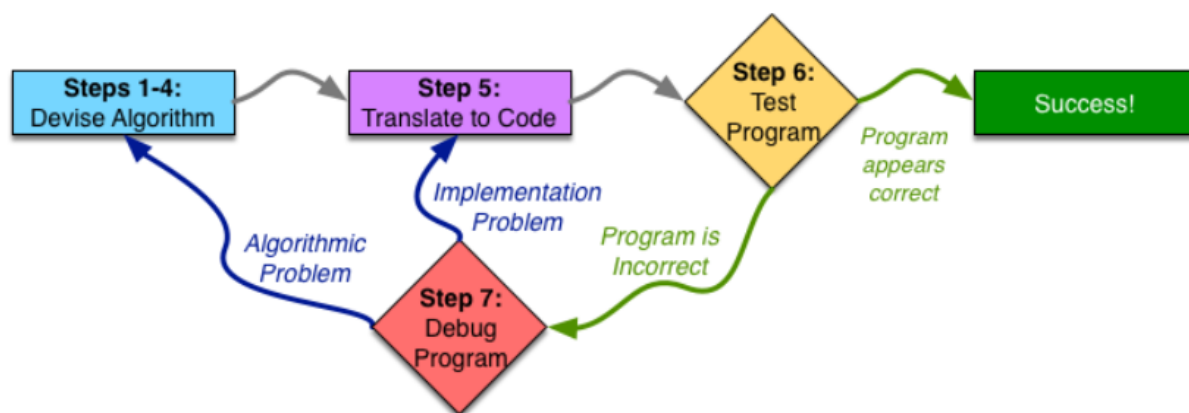 Steps 1-4:
Devise Algorithm
Step 5:
Translate to Code
Step 6:
Test
Program
Success!
Program
appears
correct
Implementation
Problem
Algorithmic
Problem
Program is
Incorrect
Step 7:
Debug
Program